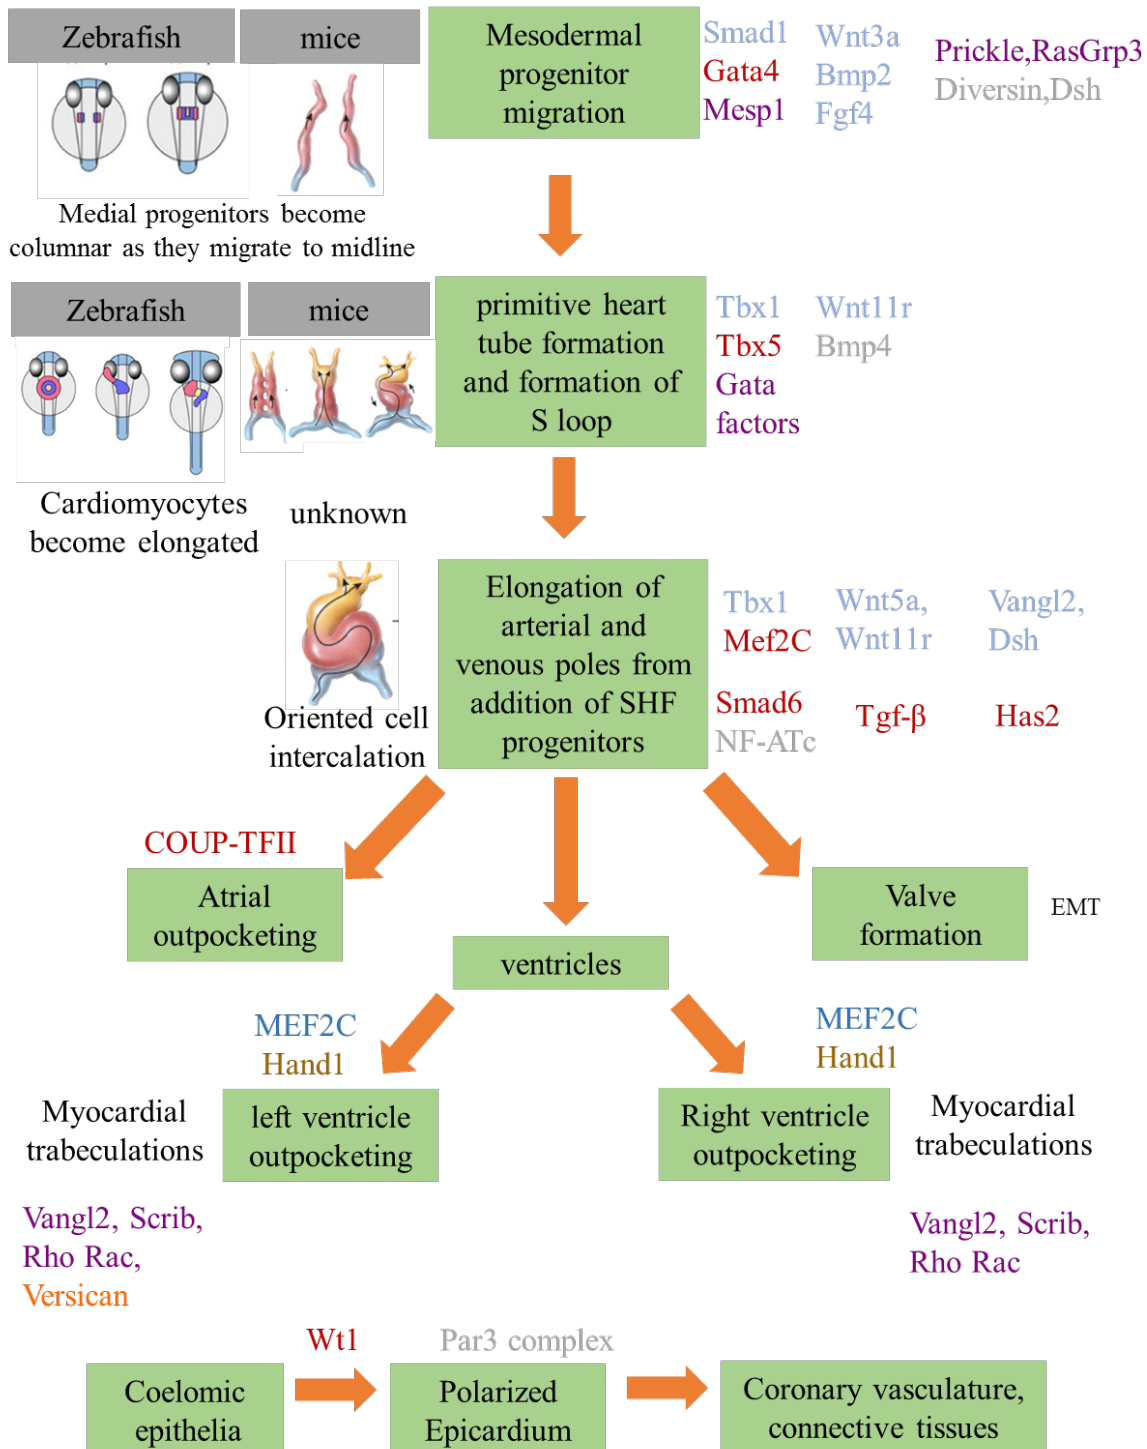 Zebrafish
mice
Mesodermal
progenitor
migration
Smad1
Gata4
Mesp1
Wnt3a
Bmp2
Fgf4
Prickle,RasGrp3
Diversin,Dsh
Medial progenitors become
columnar as they migrate to midline
Zebrafish
mice
primitive heart
tube formation
and formation of
S loop
Tbx1
Tbx5
Gata
factors
Wnt11r
Bmp4
Cardiomyocytes
become elongated
unknown
Elongation of
arterial and
venous poles from
addition of SHF
progenitors
Tbx1
Mef2C
Wnt5a,
Wnt11r
Vangl2,
Dsh
Smad6
NF-ATc
Tgf-β
Has2
Oriented cell
intercalation
COUP-TFII
Atrial
outpocketing
Valve
formation
EMT
ventricles
MEF2C
Hand1
MEF2C
Hand1
Myocardial
trabeculations
left ventricle
outpocketing
Right ventricle
outpocketing
Myocardial
trabeculations
Vangl2, Scrib,
Rho Rac,
Versican
Vangl2, Scrib,
Rho Rac
Wt1
Par3 complex
Coelomic
epithelia
Polarized
Epicardium
Coronary vasculature,
connective tissues